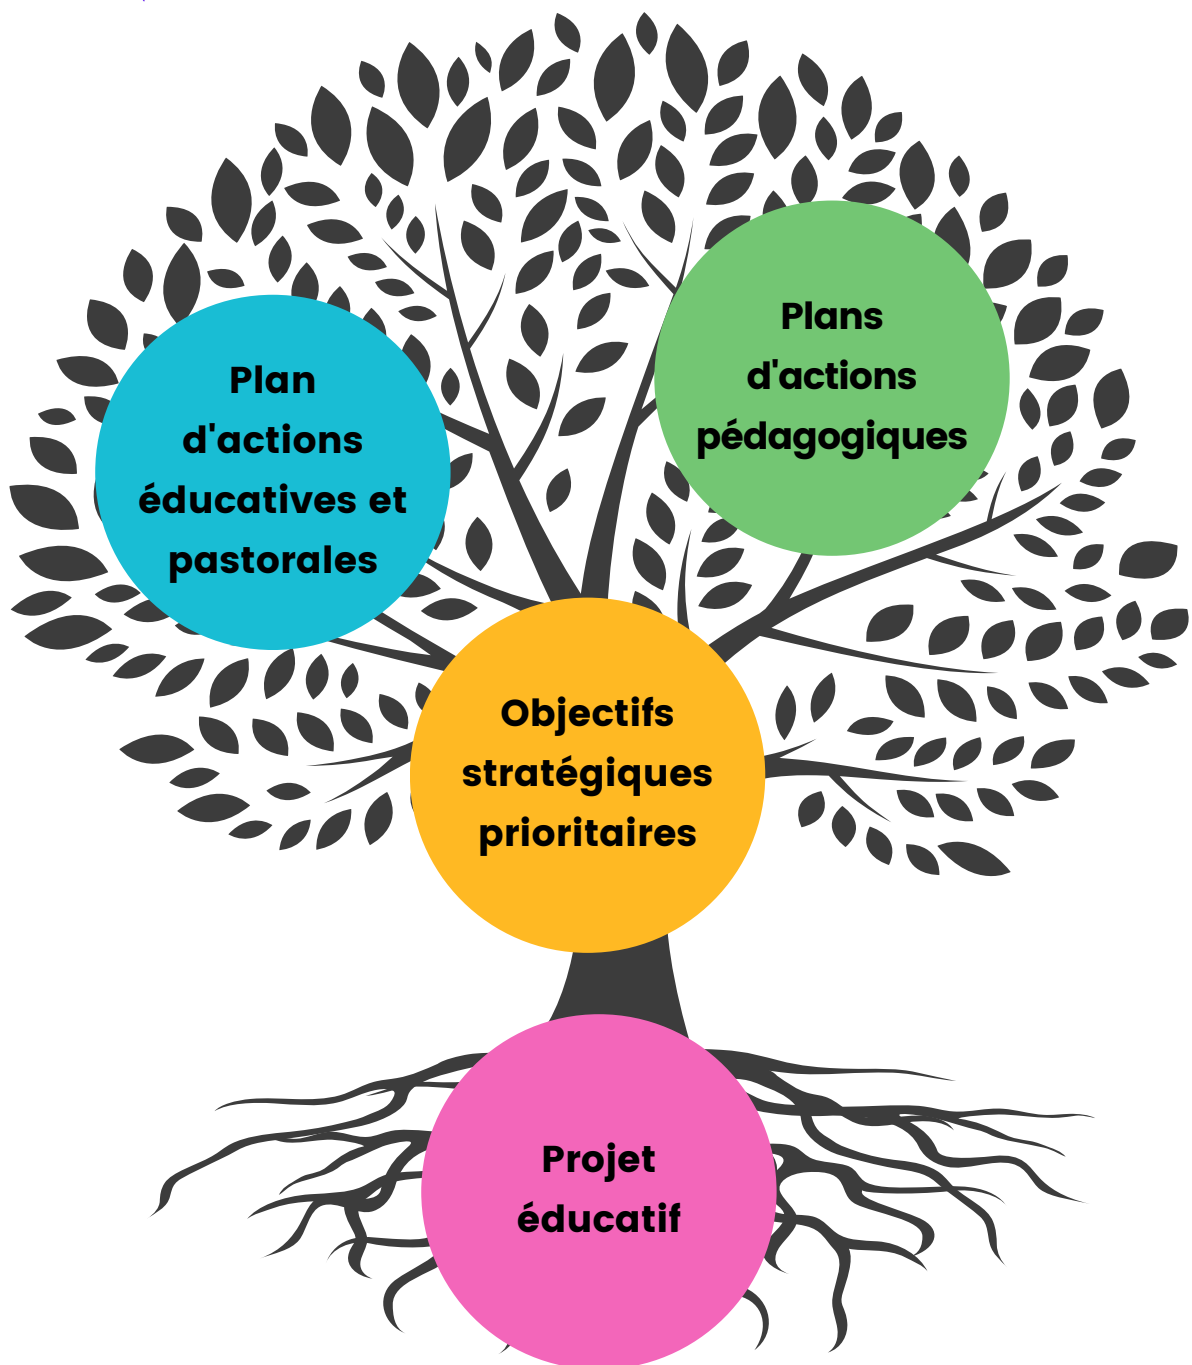 Plan
d'actions
éducatives et
pastorales
Plans
d'actions
pédagogiques
Objectifs
stratégiques
prioritaires
Projet
éducatif